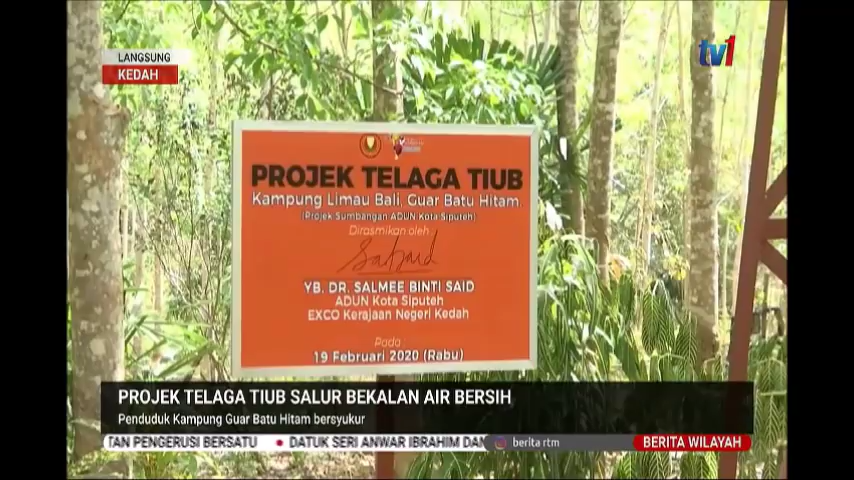 LANGSUNG
KEDAH
tv1
PROJEK TELAGA TIUB
Kampung Limau Bali, Guar Batu Hitam.
(Projek Sumbangan ADUN Kota Siputeh)
Dirasmikan oleh
YB. DR. SALMEE BINTI SAID
ADUN Kota Siputeh
EXCO Kerajaan Negeri Kedah
Pada
19 Februari 2020 (Rabu)
PROJEK TELAGA TIUB SALUR BEKALAN AIR BERSIH
Penduduk Kampung Guar Batu Hitam bersyukur
TAN PENGERUSI BERSATU • DATUK SERI ANWAR IBRAHIM DAN berita rtm BERITA WILAYAH